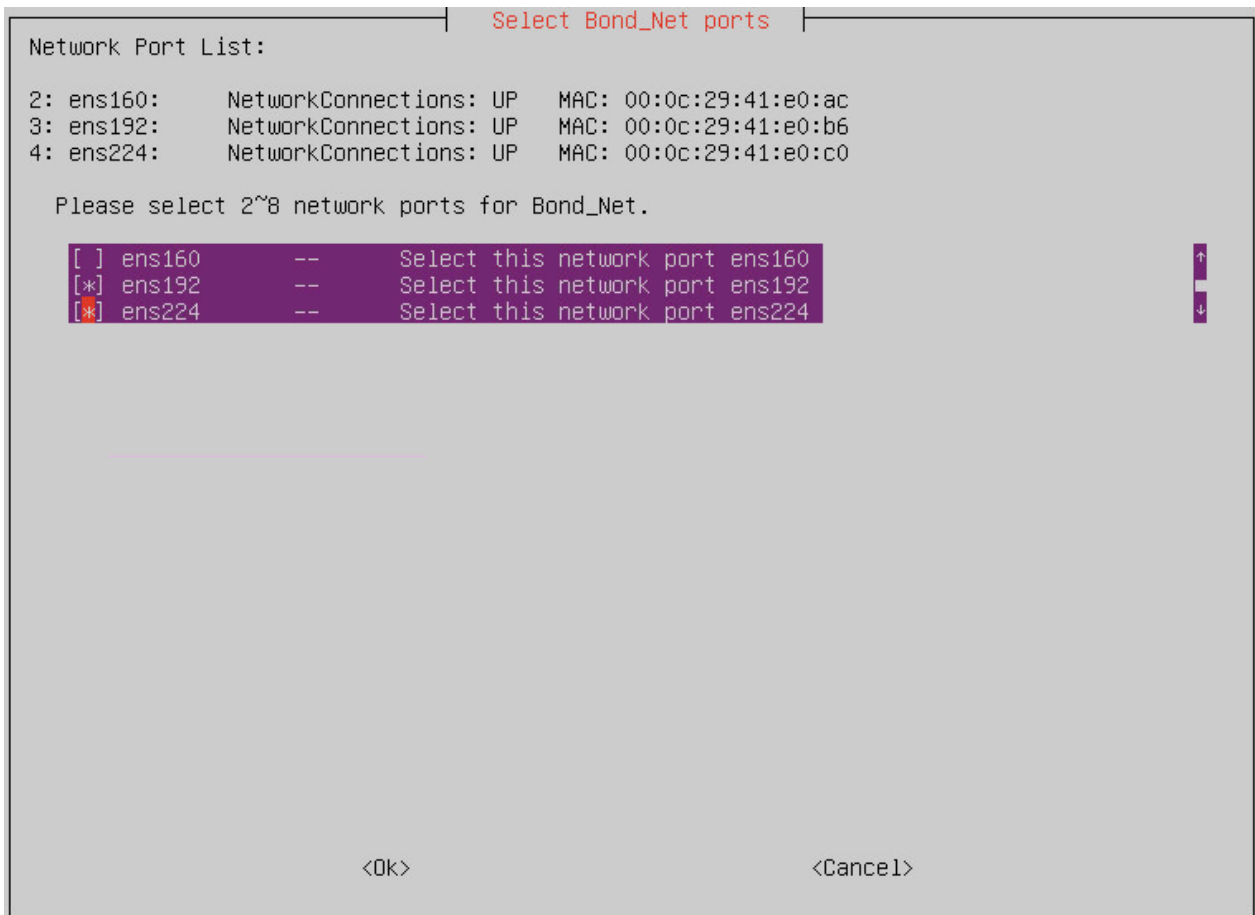 Select Bond_Net ports
Network Port List:
2: ens160: NetworkConnections: UP MAC: 00:0c:29:41:e0:ac
3: ens192: NetworkConnections: UP MAC: 00:0c:29:41:e0:b6
4: ens224: NetworkConnections: UP MAC: 00:0c:29:41:e0:c0
Please select 2~8 network ports for Bond_Net.
[ ] ens160 -- Select this network port ens160 ↑
[*] ens192 -- Select this network port ens192
[*] ens224 -- Select this network port ens224 ↓
<Ok> <Cancel>